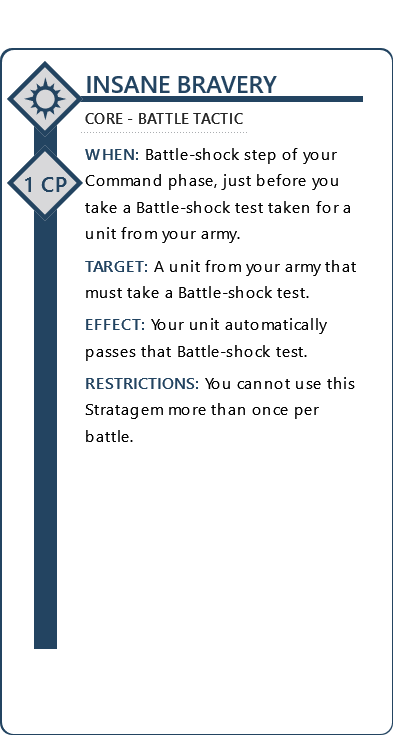 INSANE BRAVERY
CORE - BATTLE TACTIC
WHEN: Battle-shock step of your
Command phase, just before you
1 CP
take a Battle-shock test taken for a
unit from your army.
TARGET: A unit from your army that
must take a Battle-shock test.
EFFECT: Your unit automatically
passes that Battle-shock test.
RESTRICTIONS: You cannot use this
Stratagem more than once per
battle.